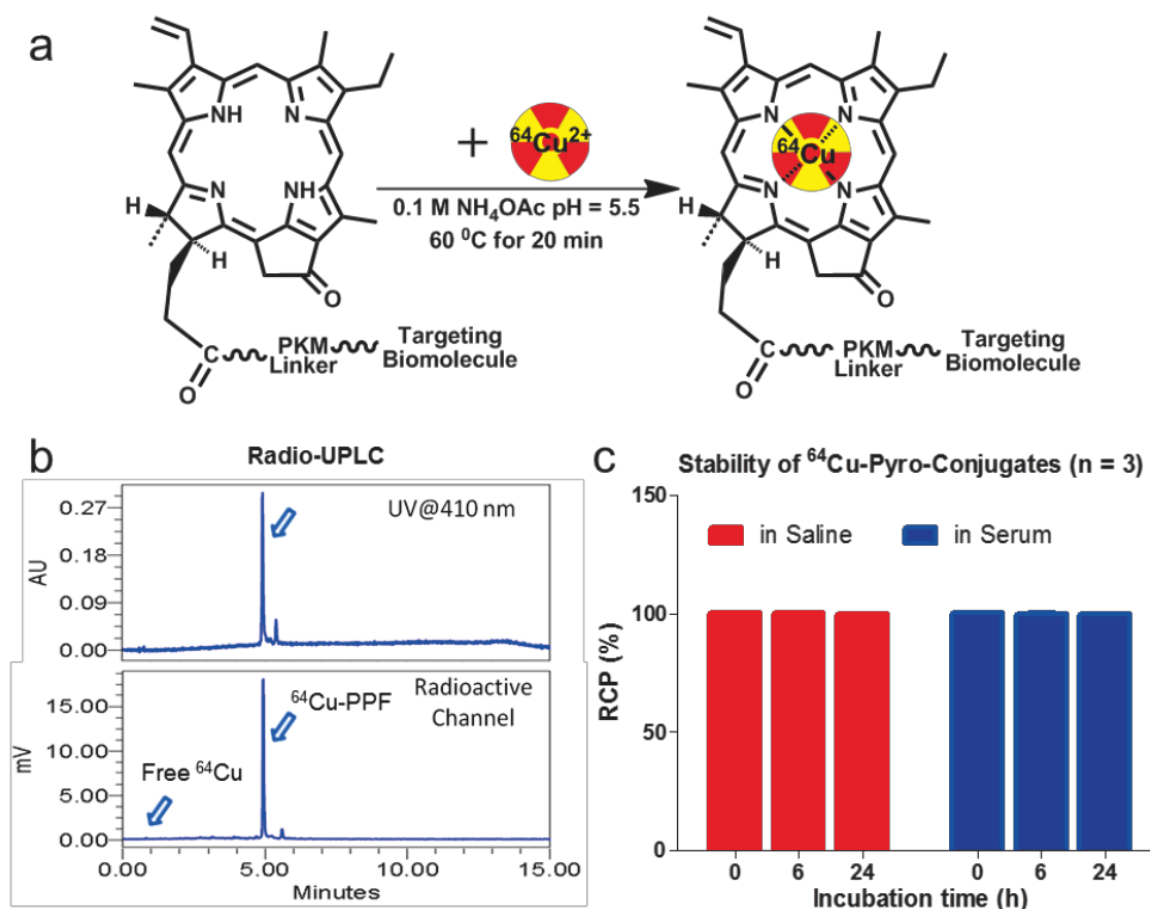 a
NH
N
N
NH
H
H
O
C
O
PKM
Linker
Targeting
Biomolecule
+ ⁶⁴Cu²⁺
0.1 M NH₄OAc pH = 5.5
60 ⁰C for 20 min
N
N
N
N
⁶⁴Cu
H
H
O
C
O
PKM
Linker
Targeting
Biomolecule
b
Radio-UPLC
UV@410 nm
AU
0.27
0.18
0.09
0.00
Radioactive
Channel
⁶⁴Cu-PPF
Free ⁶⁴Cu
mV
15.00
10.00
5.00
0.00
0.00 5.00 10.00 15.00
Minutes
c
Stability of ⁶⁴Cu-Pyro-Conjugates (n = 3)
in Saline in Serum
RCP (%)
150
100
50
0
0 6 24 0 6 24
Incubation time (h)